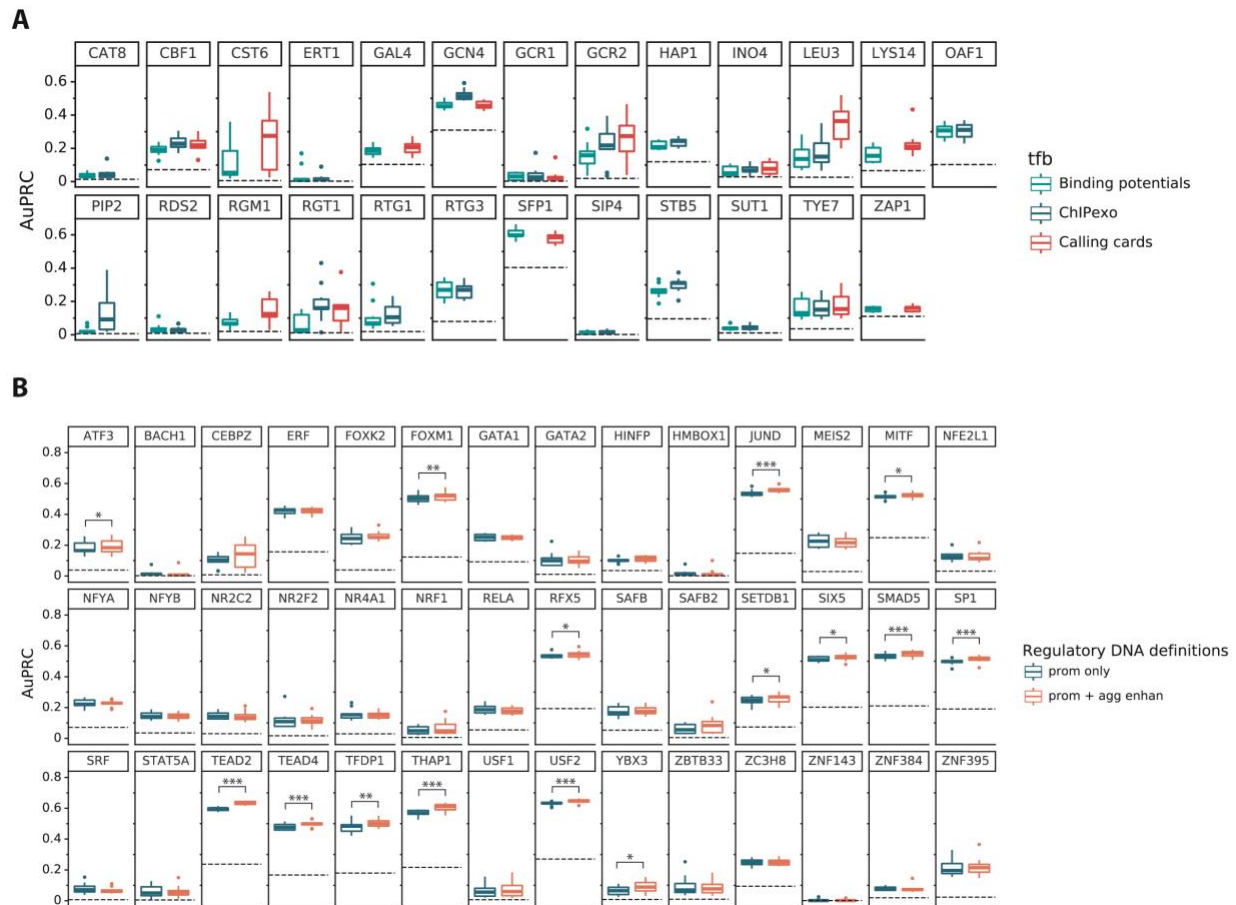 A
CAT8 CBF1 CST6 ERT1 GAL4 GCN4 GCR1 GCR2 HAP1 INO4 LEU3 LYS14 OAF1
0.6
0.4
0.2
0
PIP2 RDS2 RGM1 RGT1 RTG1 RTG3 SFP1 SIP4 STB5 SUT1 TYE7 ZAP1
0.6
0.4
0.2
0
AuPRC
tfb
Binding potentials
ChIPexo
Calling cards
B
ATF3 BACH1 CEBPZ ERF FOXK2 FOXM1 GATA1 GATA2 HINFP HMBOX1 JUND MEIS2 MITF NFE2L1
0.8
0.6
0.4
0.2
0
* ** *** *
NFYA NFYB NR2C2 NR2F2 NR4A1 NRF1 RELA RFX5 SAFB SAFB2 SETDB1 SIX5 SMAD5 SP1
0.8
0.6
0.4
0.2
0
* * * *** ***
SRF STAT5A TEAD2 TEAD4 TFDP1 THAP1 USF1 USF2 YBX3 ZBTB33 ZC3H8 ZNF143 ZNF384 ZNF395
0.8
0.6
0.4
0.2
0
*** *** ** *** *** *
AuPRC
Regulatory DNA definitions
prom only
prom + agg enhan